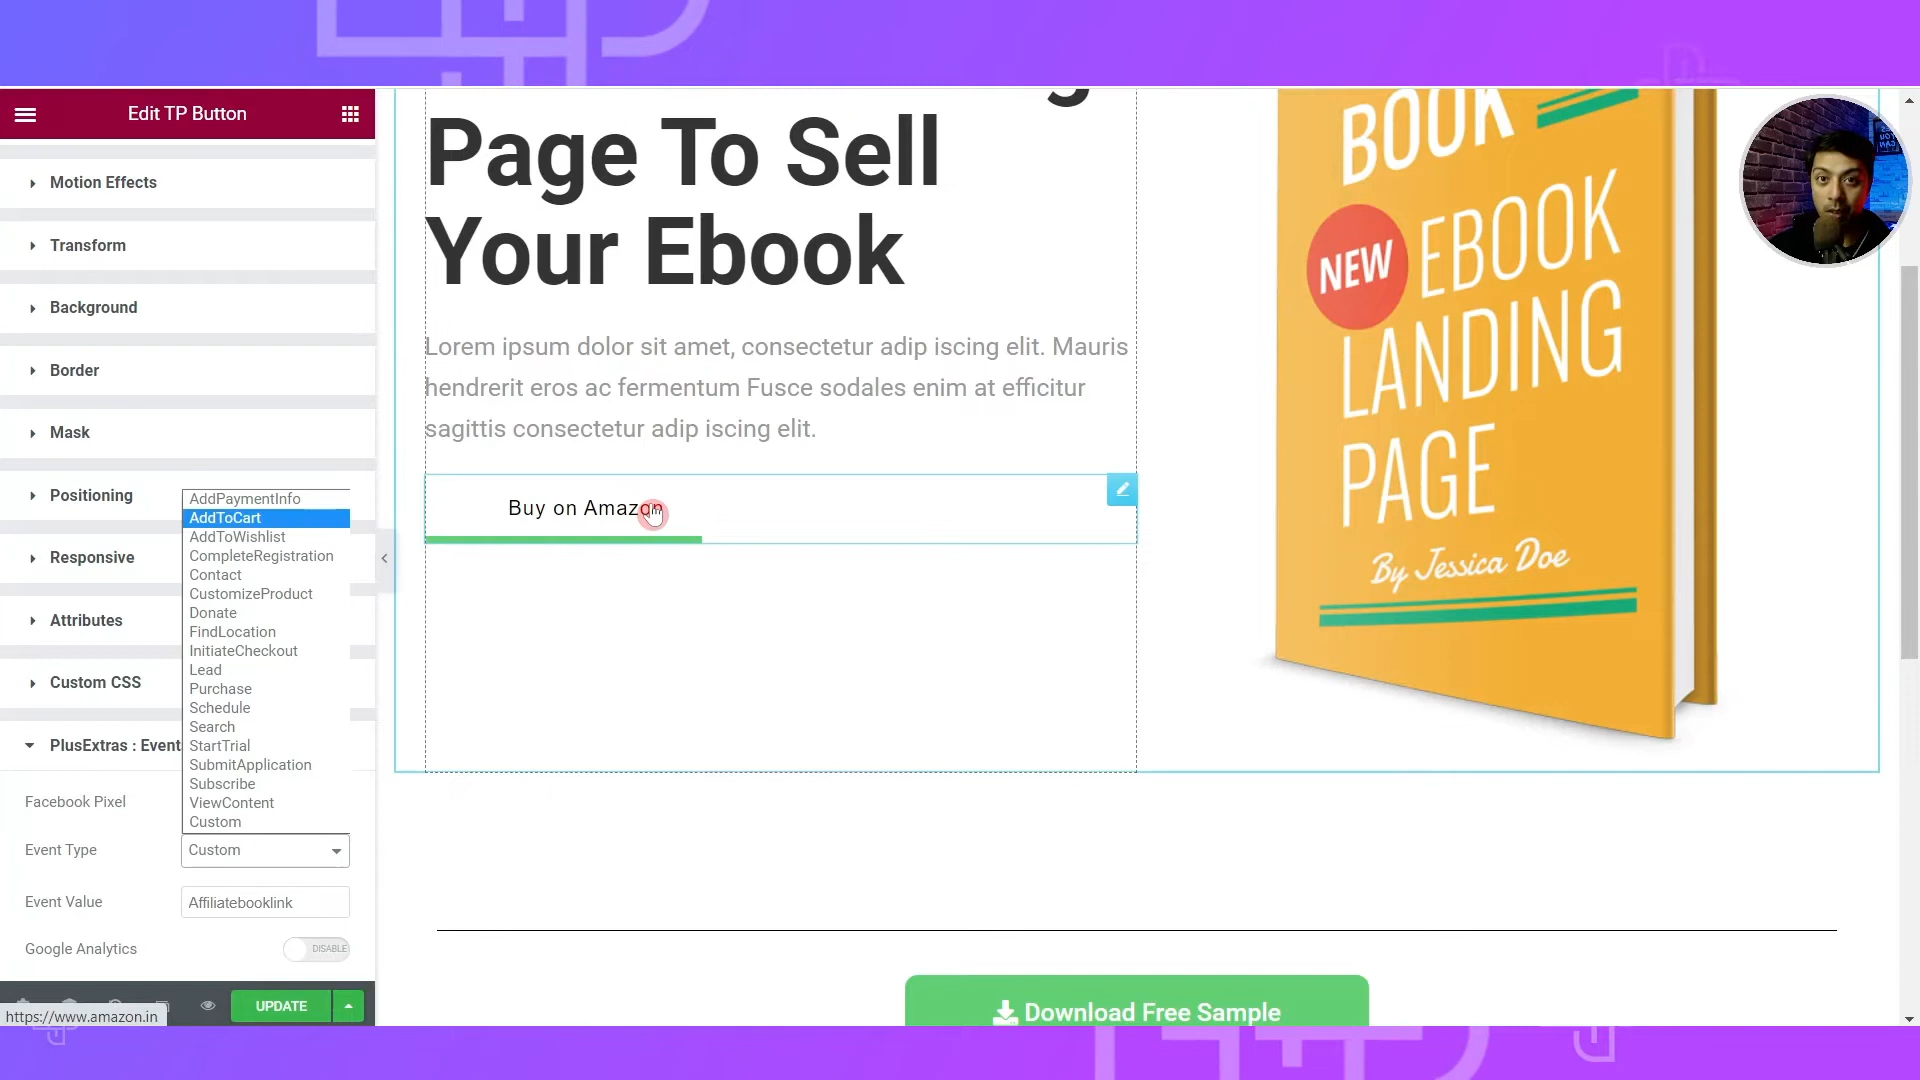 Edit TP Button
Motion Effects
Transform
Background
Border
Mask
Positioning
Responsive
Attributes
Custom CSS
PlusExtras : Event
AddPaymentInfo
AddToCart
AddToWishlist
CompleteRegistration
Contact
CustomizeProduct
Donate
FindLocation
InitiateCheckout
Lead
Purchase
Schedule
Search
StartTrial
SubmitApplication
Subscribe
ViewContent
Custom
Facebook Pixel
Event Type
Custom
Event Value
Affiliatebooklink
Google Analytics
DISABLE
UPDATE
https://www.amazon.in
Page To Sell
Your Ebook
Lorem ipsum dolor sit amet, consectetur adip iscing elit. Mauris
hendrerit eros ac fermentum Fusce sodales enim at efficitur
sagittis consectetur adip iscing elit.
Buy on Amazon
BOOK
NEW
EBOOK
LANDING
PAGE
By Jessica Doe
Download Free Sample